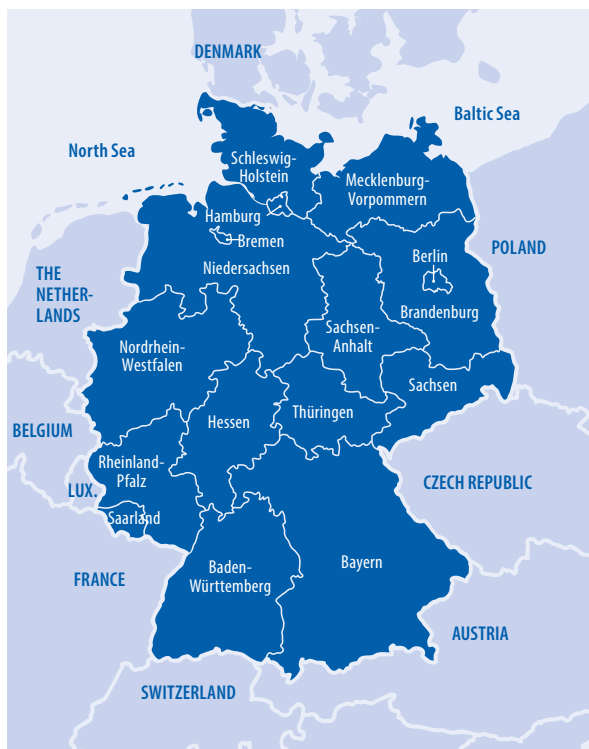 DENMARK
Baltic Sea
North Sea
Schleswig-
Holstein
Mecklenburg-
Vorpommern
Hamburg
Bremen
Niedersachsen
Berlin
Brandenburg
POLAND
THE
NETHER-
LANDS
Sachsen-
Anhalt
Nordrhein-
Westfalen
Sachsen
Thüringen
Hessen
BELGIUM
Rheinland-
Pfalz
LUX.
Saarland
CZECH REPUBLIC
FRANCE
Baden-
Württemberg
Bayern
AUSTRIA
SWITZERLAND